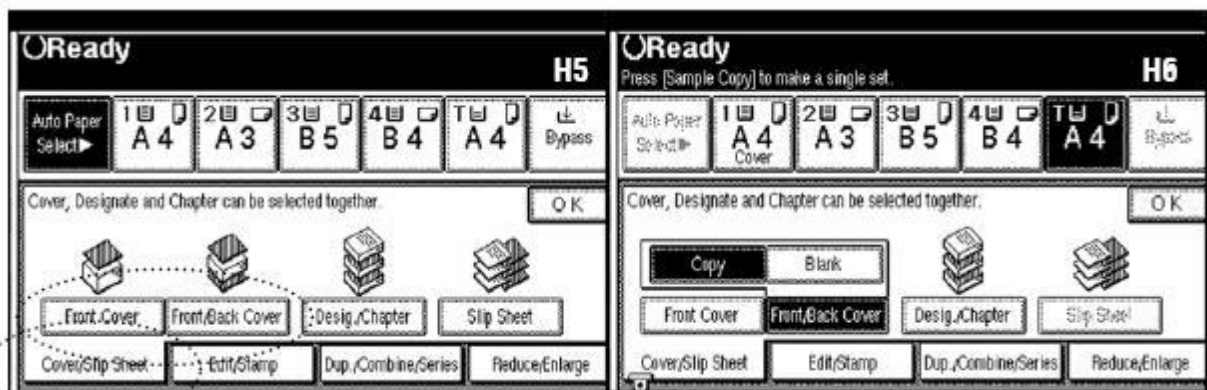 Ready
H5
Auto Paper Select▶
1 A4
2 A3
3 B5
4 B4
T A4
Bypass
Cover, Designate and Chapter can be selected together.
OK
Front Cover
Front/Back Cover
Desig./Chapter
Slip Sheet
Cover/Slip Sheet
Edit/Stamp
Dup./Combine/Series
Reduce/Enlarge
Ready
H6
Press [Sample Copy] to make a single set.
Auto Paper Select▶
1 A4 Cover
2 A3
3 B5
4 B4
T A4
Bypass
Cover, Designate and Chapter can be selected together.
OK
Copy
Blank
Front Cover
Front/Back Cover
Desig./Chapter
Slip Sheet
Cover/Slip Sheet
Edit/Stamp
Dup./Combine/Series
Reduce/Enlarge